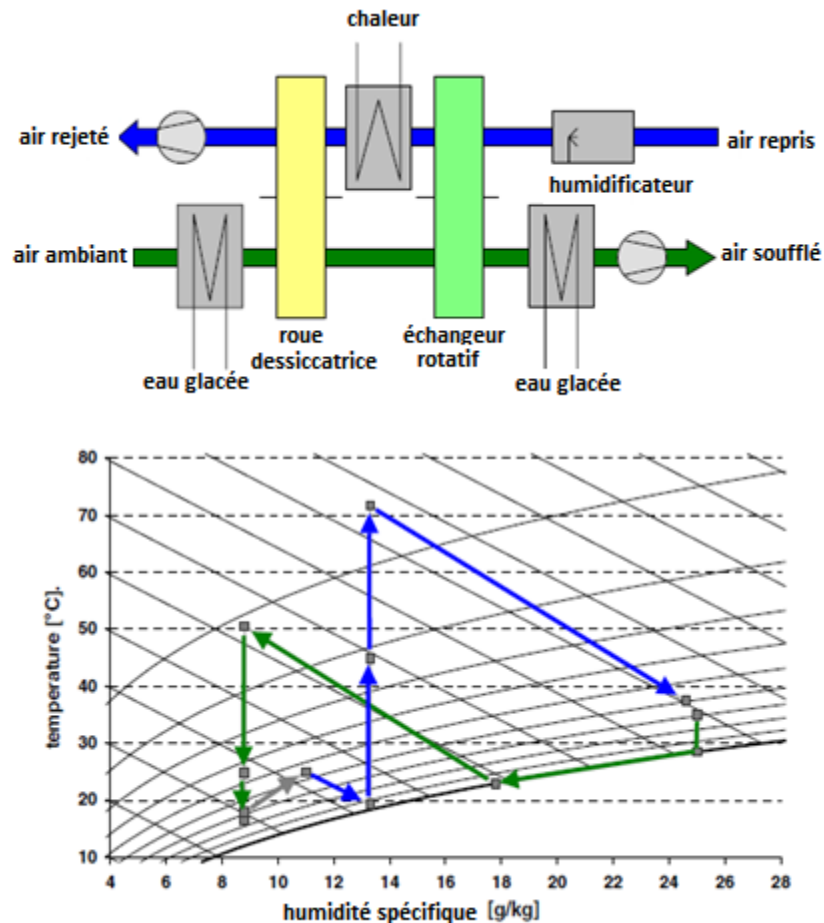 chaleur
air rejeté
air repris
humidificateur
air ambiant
air soufflé
roue
dessiccatrice
échangeur
rotatif
eau glacée
eau glacée
80
70
60
50
40
30
20
10
temperature [°C].
4 6 8 10 12 14 16 18 20 22 24 26 28
humidité spécifique [g/kg]